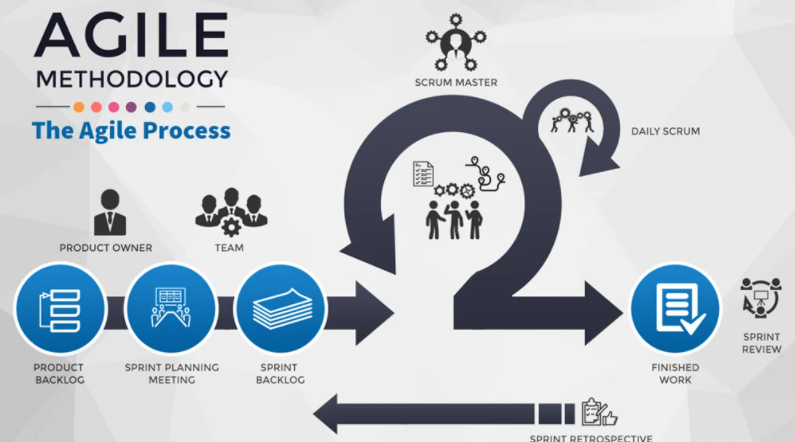 AGILE
METHODOLOGY
The Agile Process
SCRUM MASTER
DAILY SCRUM
PRODUCT OWNER
TEAM
PRODUCT
BACKLOG
SPRINT PLANNING
MEETING
SPRINT
BACKLOG
FINISHED
WORK
SPRINT
REVIEW
SPRINT RETROSPECTIVE